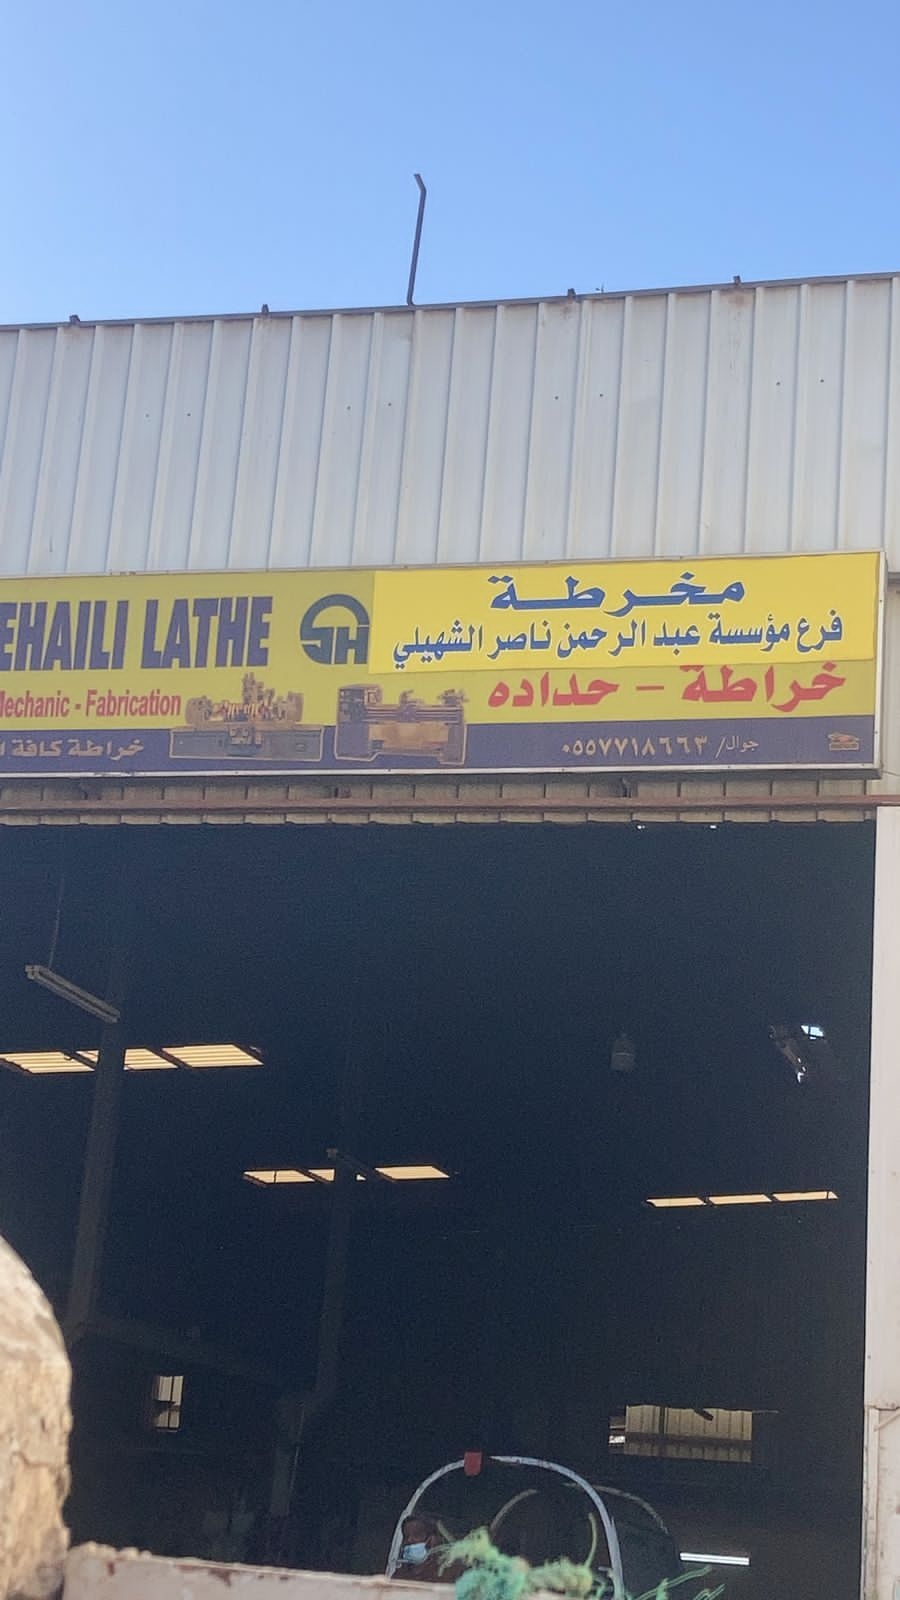 مخرطة
فرع مؤسسة عبد الرحمن ناصر الشهيلي
خراطة - حداده
جوال/ ٠٥٥٧٧١٨٦٦٣
EHAILI LATHE
SH
Mechanic - Fabrication
خراطة كافة